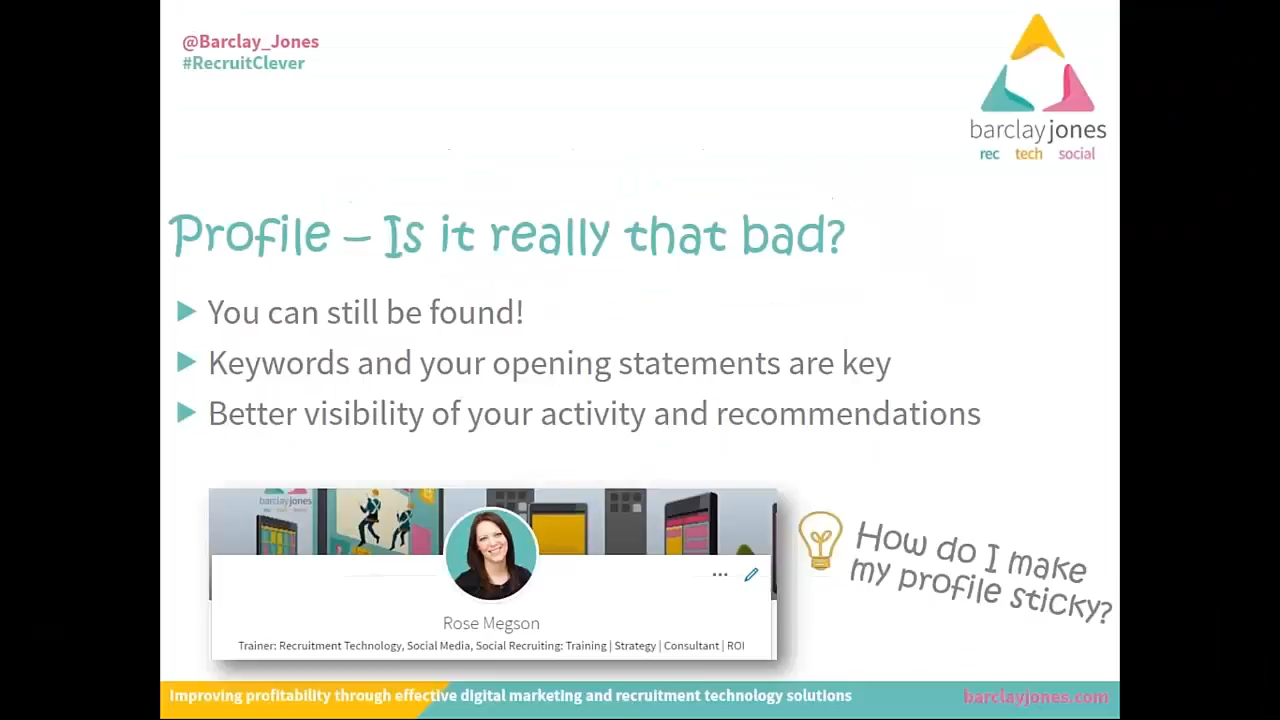 @Barclay_Jones
#RecruitClever
barclayjones
rec tech social
Profile – Is it really that bad?
You can still be found!
Keywords and your opening statements are key
Better visibility of your activity and recommendations
barclayjones
How do I make
my profile sticky?
Rose Megson
Trainer: Recruitment Technology, Social Media, Social Recruiting: Training | Strategy | Consultant | ROI
Improving profitability through effective digital marketing and recruitment technology solutions
barclayjones.com